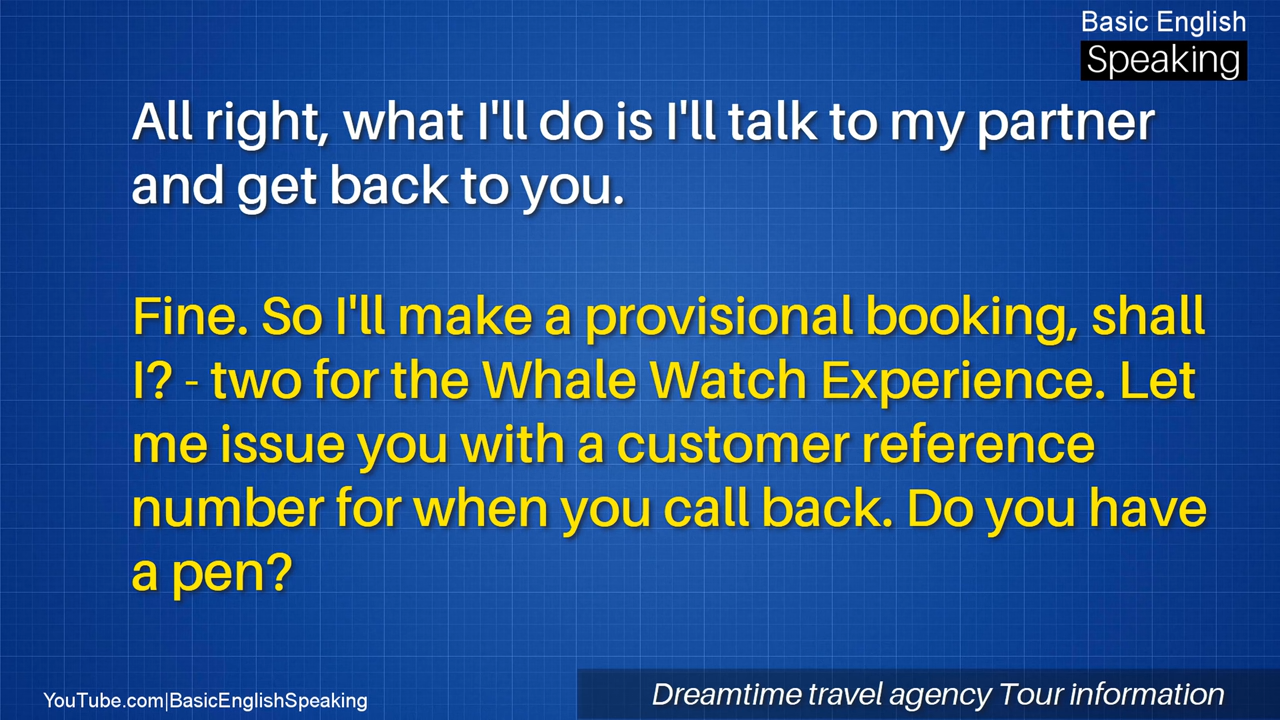 Basic English
Speaking
All right, what I'll do is I'll talk to my partner
and get back to you.
Fine. So I'll make a provisional booking, shall
I? - two for the Whale Watch Experience. Let
me issue you with a customer reference
number for when you call back. Do you have
a pen?
YouTube.com|BasicEnglishSpeaking
Dreamtime travel agency Tour information